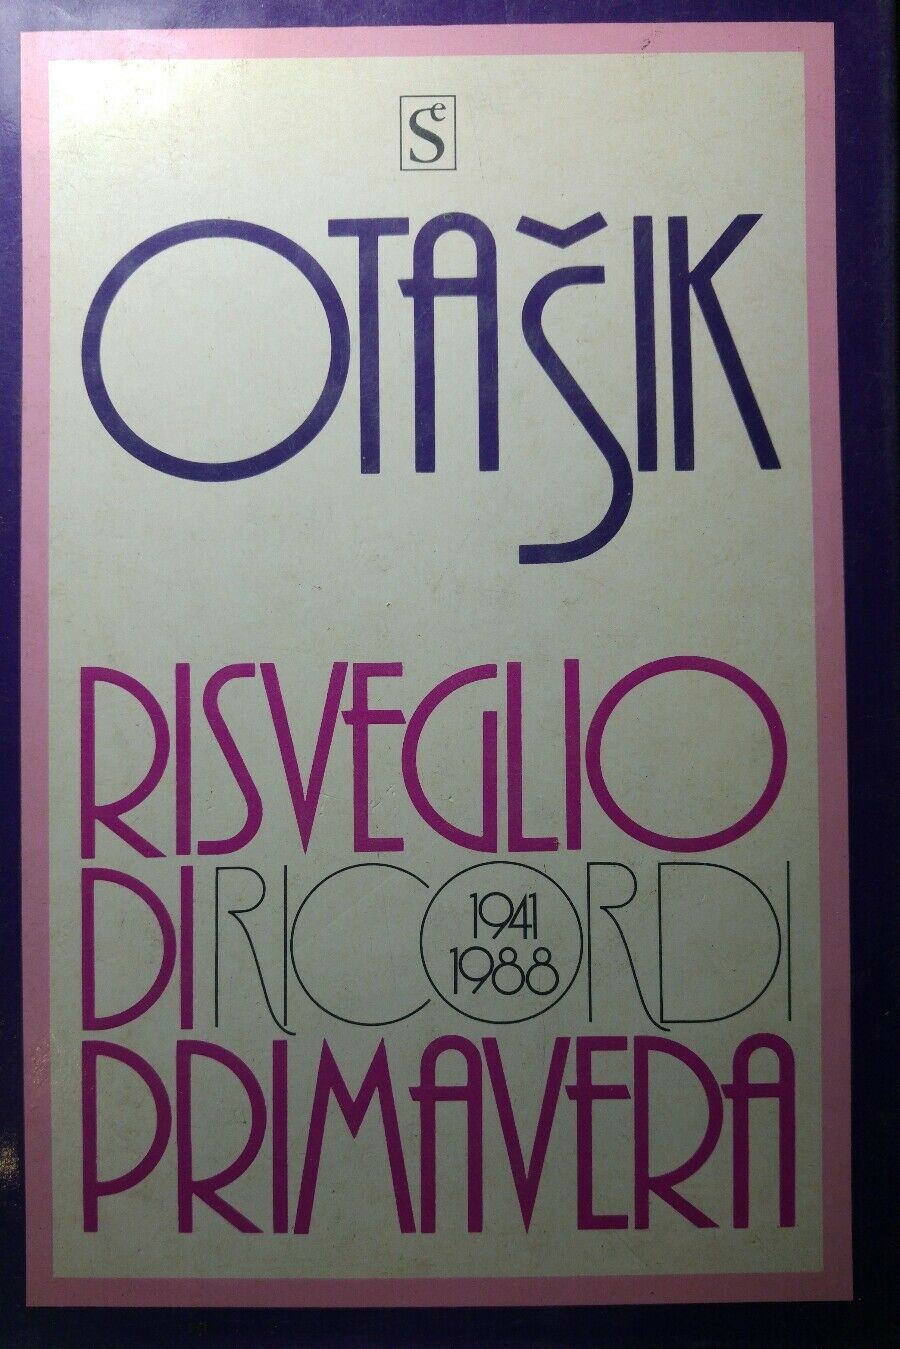 Se
OTA ŠIK
RISVEGLIO
DI RICORDI
1941
1988
PRIMAVERA